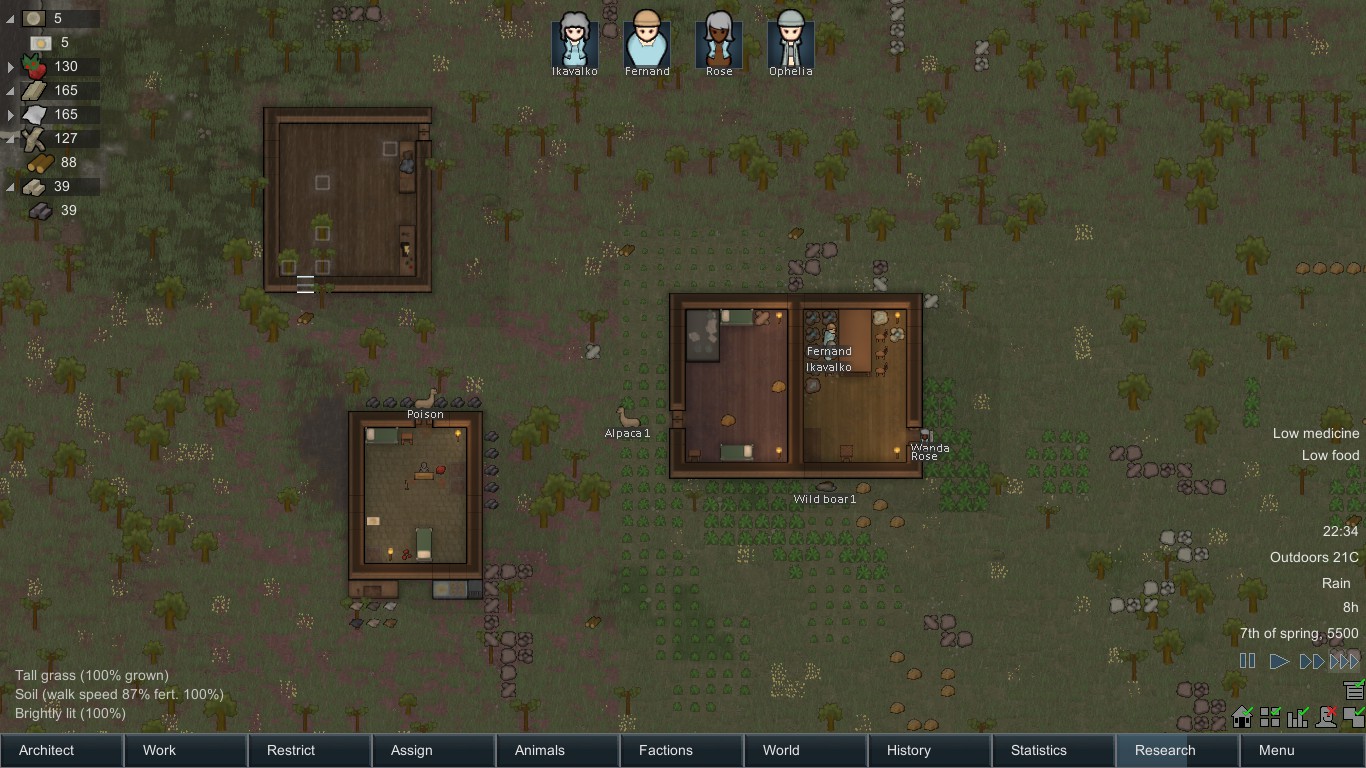 5
5
130
165
165
127
88
39
39
Ikavalko
Fernand
Rose
Ophelia
Fernand
Ikavalko
Poison
Alpaca 1
Wanda
Rose
Wild boar 1
Low medicine
Low food
22:34
Outdoors 21C
Rain
8h
7th of spring, 5500
Tall grass (100% grown)
Soil (walk speed 87% fert. 100%)
Brightly lit (100%)
Architect
Work
Restrict
Assign
Animals
Factions
World
History
Statistics
Research
Menu